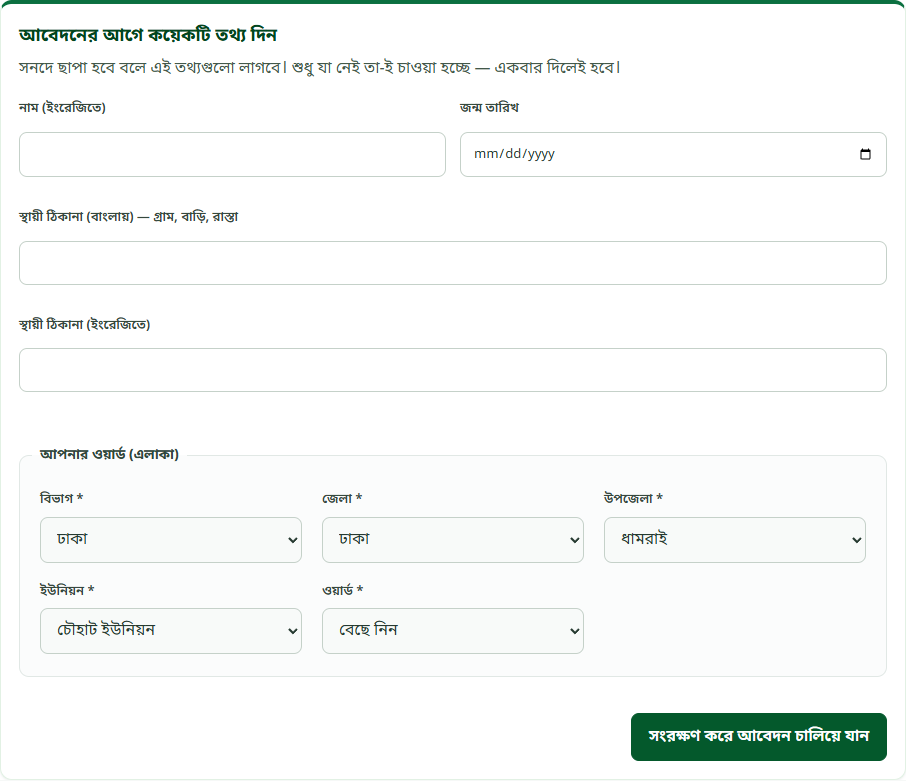 আবেদনের আগে কয়েকটি তথ্য দিন
সনদে ছাপা হবে বলে এই তথ্যগুলো লাগবে। শুধু যা নেই তা-ই চাওয়া হচ্ছে — একবার দিলেই হবে।
নাম (ইংরেজিতে)
জন্ম তারিখ
mm/dd/yyyy
স্থায়ী ঠিকানা (বাংলায়) — গ্রাম, বাড়ি, রাস্তা
স্থায়ী ঠিকানা (ইংরেজিতে)
আপনার ওয়ার্ড (এলাকা)
বিভাগ * জেলা * উপজেলা *
ঢাকা ঢাকা ধামরাই
ইউনিয়ন * ওয়ার্ড *
চৌহাট ইউনিয়ন বেছে নিন
সংরক্ষণ করে আবেদন চালিয়ে যান